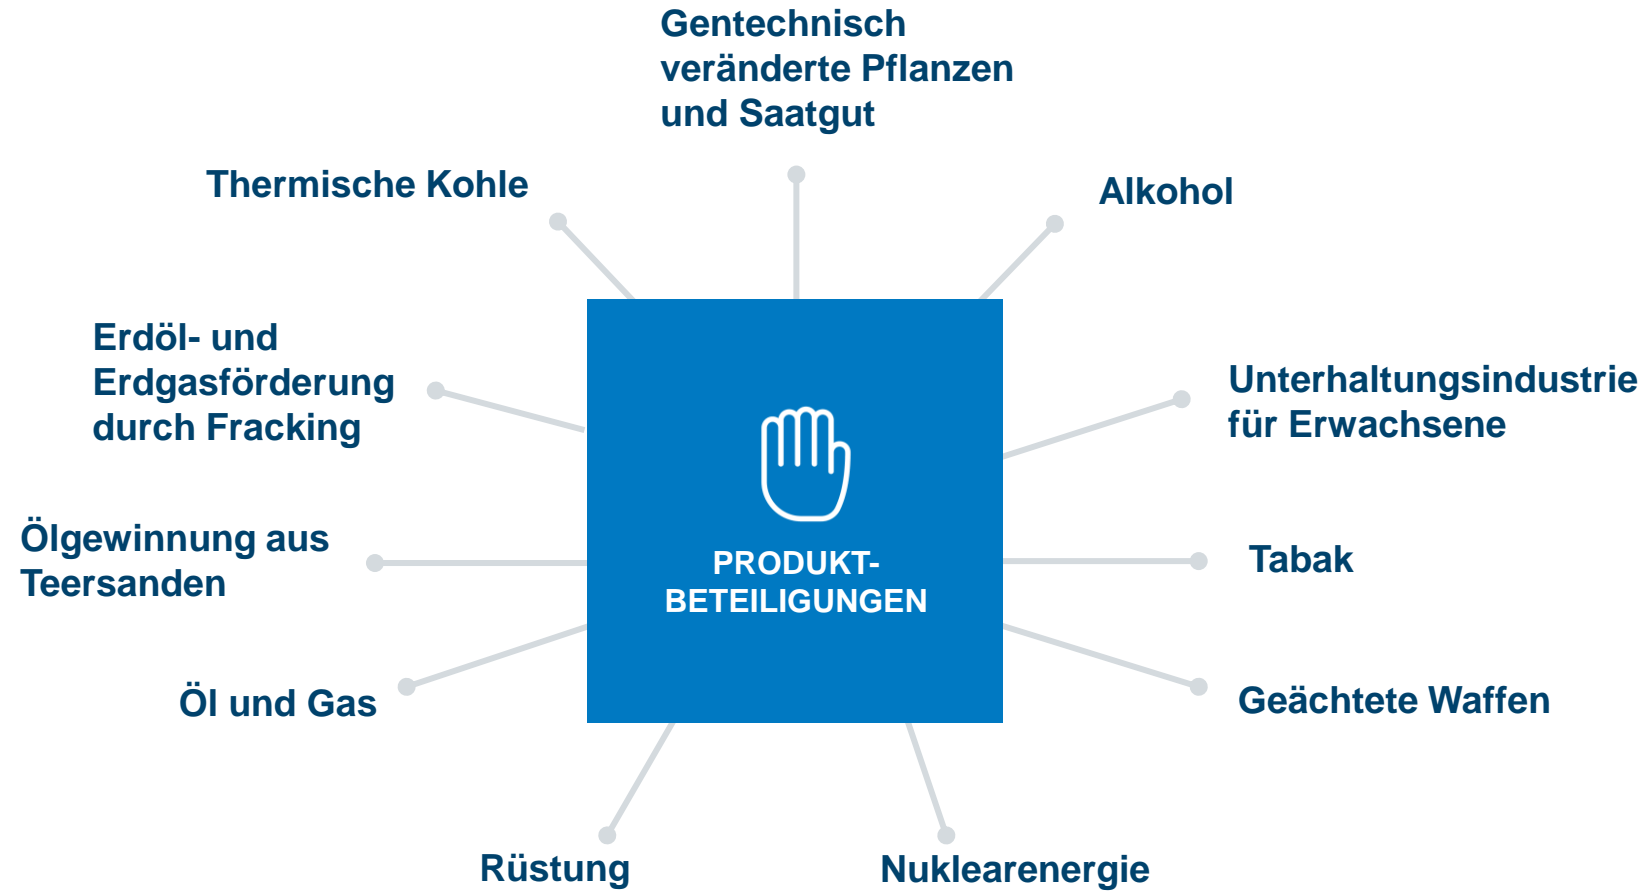 Gentechnisch
veränderte Pflanzen
und Saatgut
Thermische Kohle
Alkohol
Erdöl- und
Erdgasförderung
durch Fracking
Unterhaltungsindustrie
für Erwachsene
Ölgewinnung aus
Teersanden
PRODUKT-
BETEILIGUNGEN
Tabak
Öl und Gas
Geächtete Waffen
Rüstung
Nuklearenergie